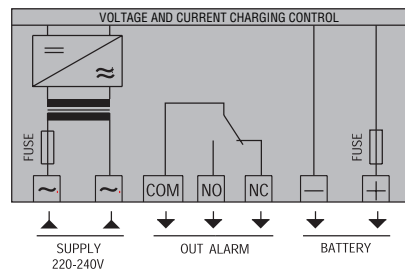 VOLTAGE AND CURRENT CHARGING CONTROL
FUSE
FUSE
~ ~ COM NO NC − +
SUPPLY OUT ALARM BATTERY
220-240V